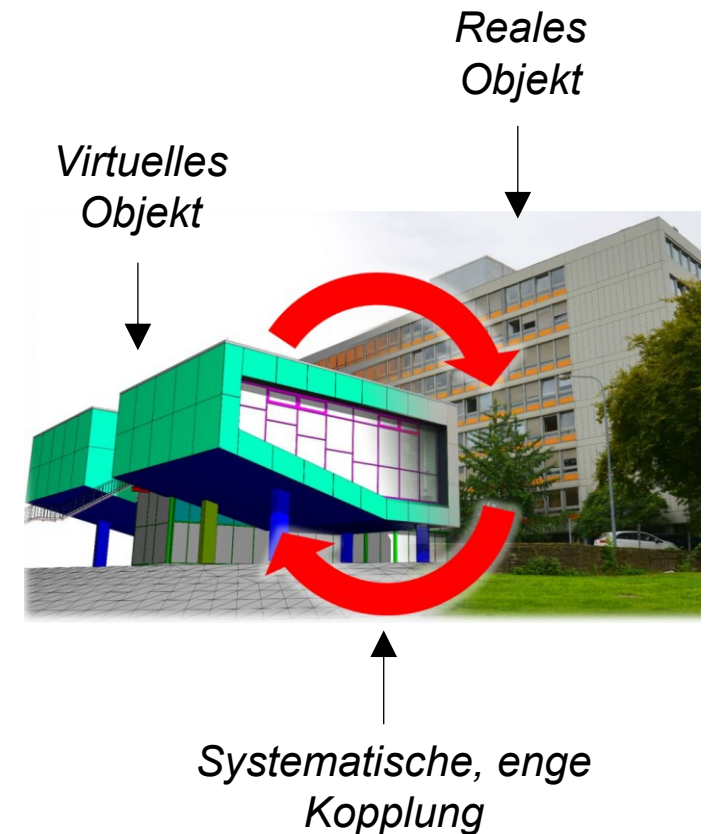 Reales
Objekt
Virtuelles
Objekt
Systematische, enge
Kopplung